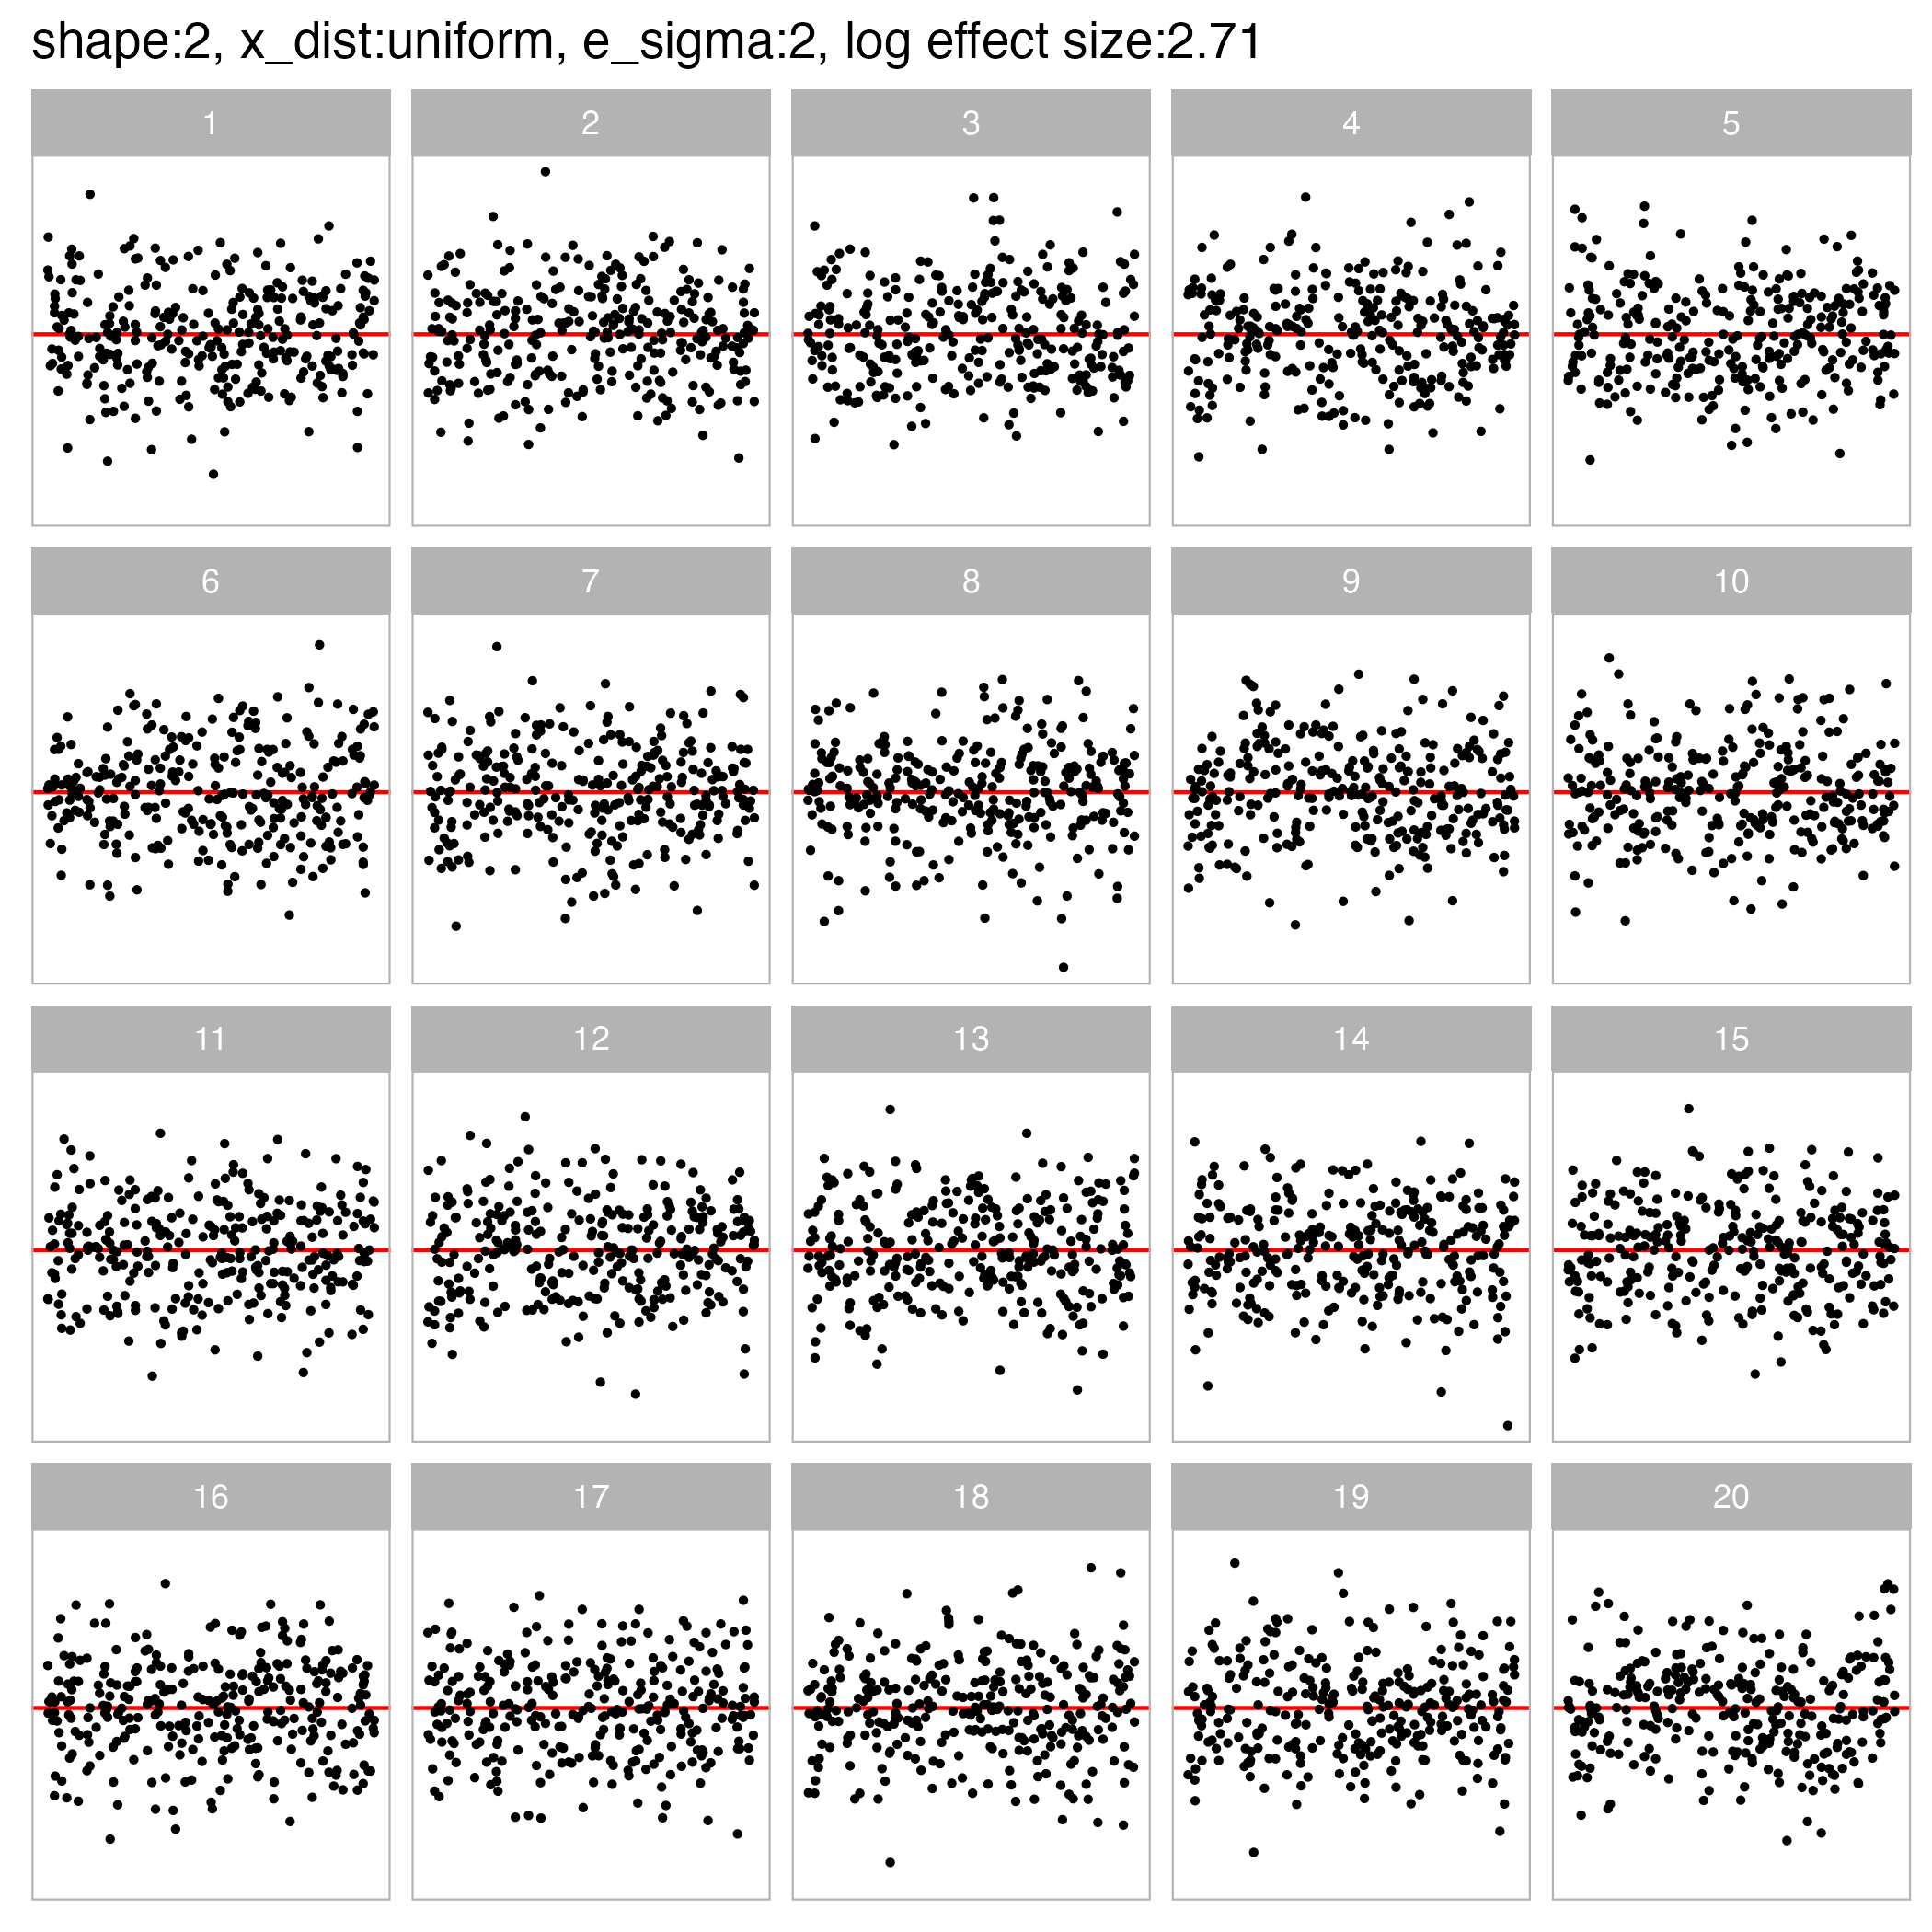 shape:2, x_dist:uniform, e_sigma:2, log effect size:2.71
1 2 3 4 5
6 7 8 9 10
11 12 13 14 15
16 17 18 19 20